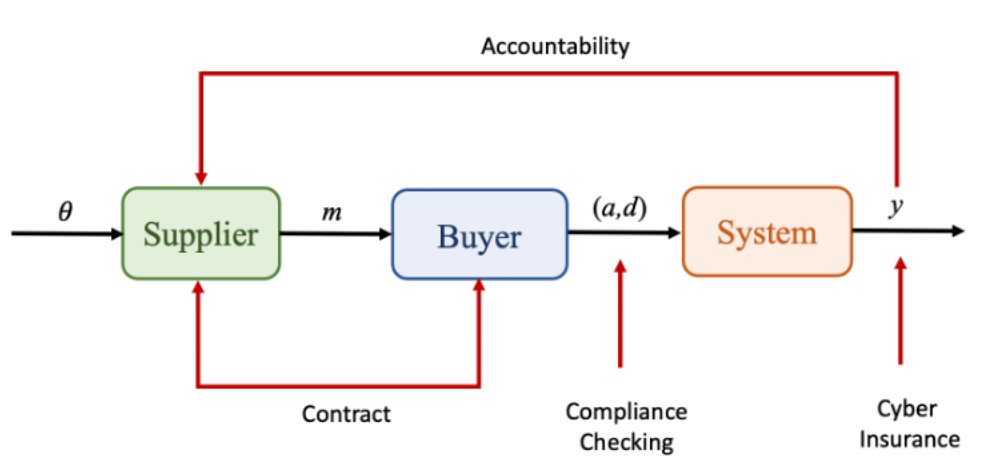 Accountability
θ
Supplier
m
Buyer
(a,d)
System
y
Contract
Compliance
Checking
Cyber
Insurance